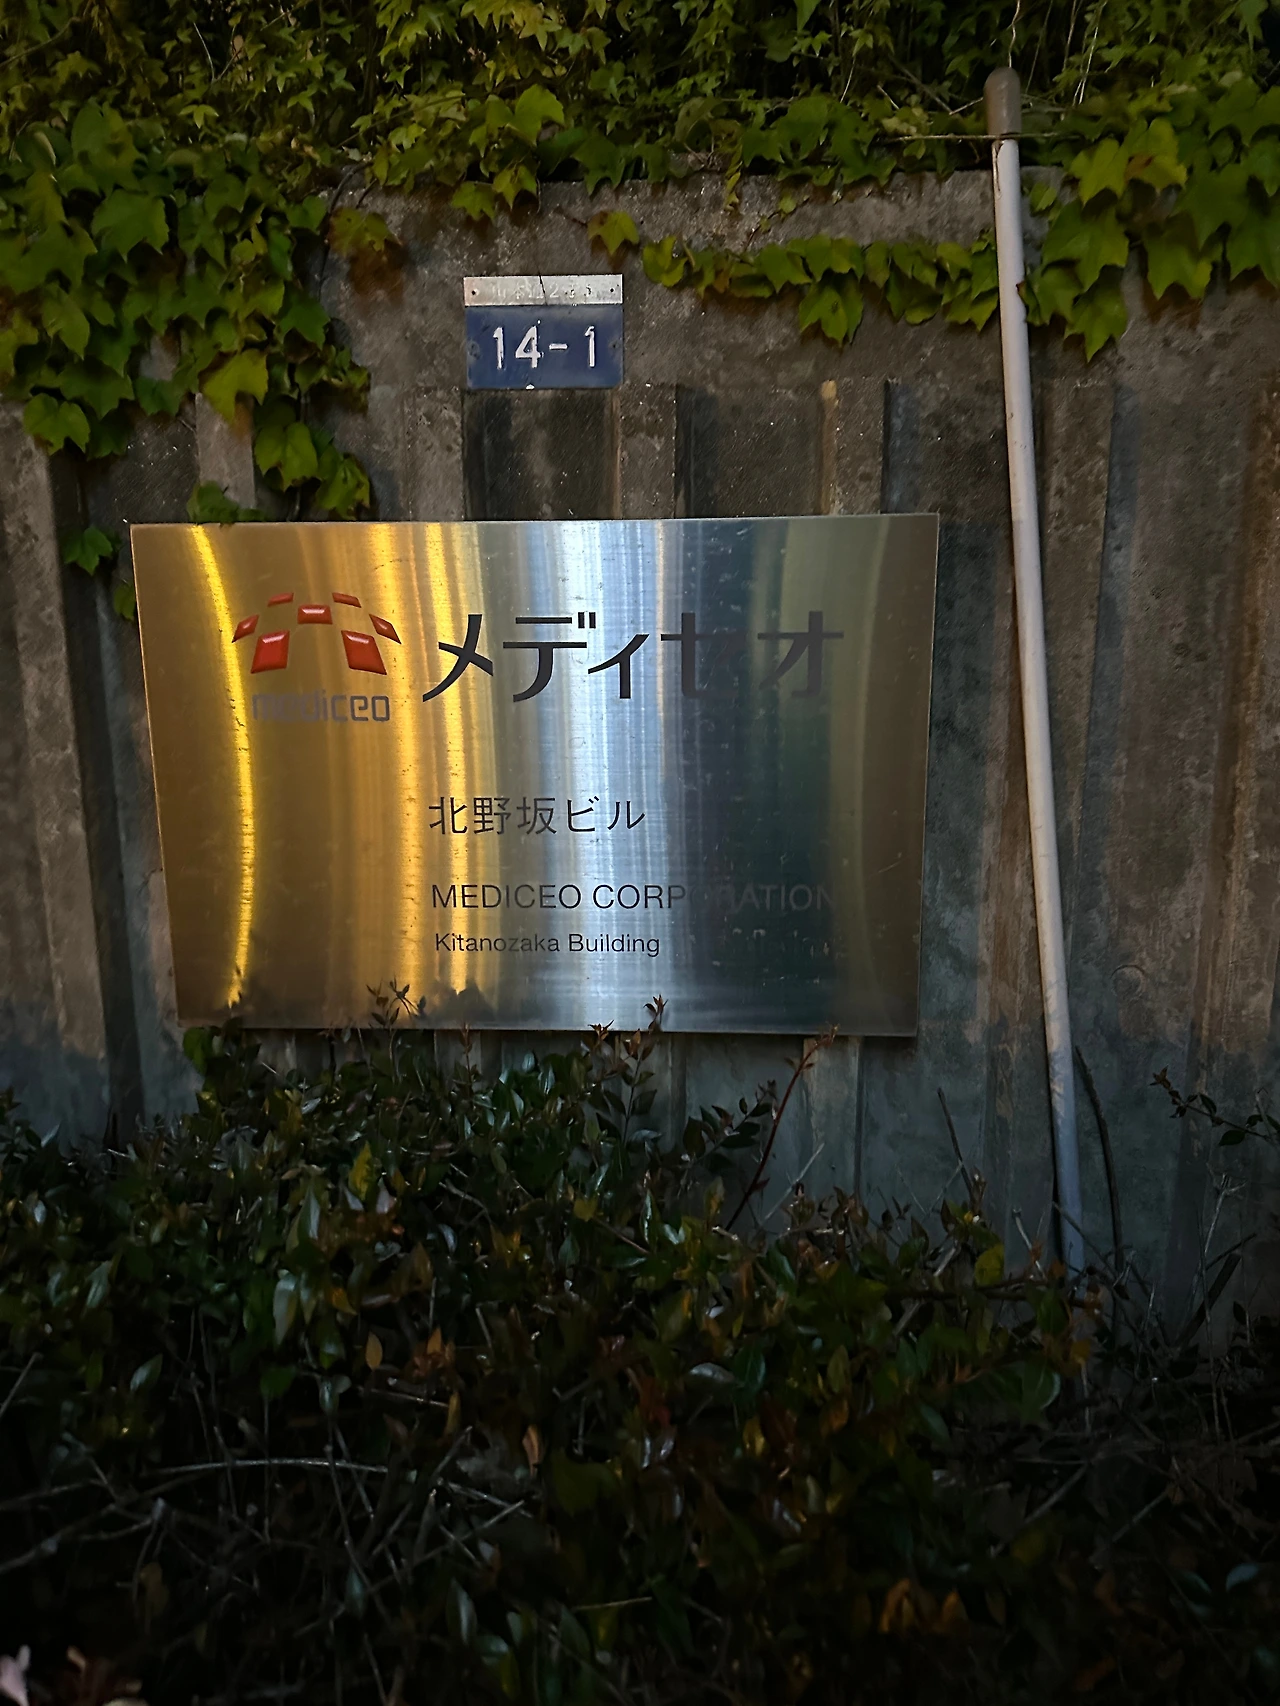 14-1
メディセオ
mediceo
北野坂ビル
MEDICEO CORPORATION
Kitanozaka Building